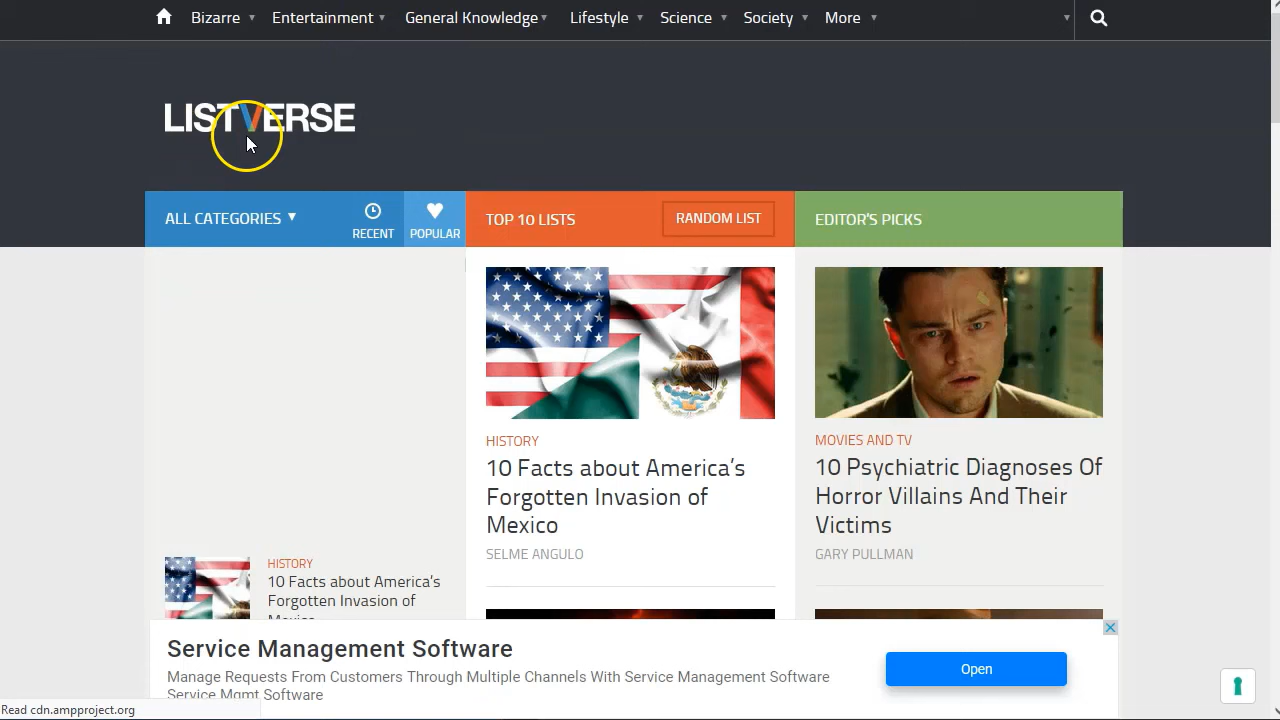 Bizarre
Entertainment
General Knowledge
Lifestyle
Science
Society
More
LISTVERSE
ALL CATEGORIES
RECENT
POPULAR
TOP 10 LISTS
RANDOM LIST
EDITOR'S PICKS
HISTORY
10 Facts about America's
Forgotten Invasion of
Mexico
SELME ANGULO
MOVIES AND TV
10 Psychiatric Diagnoses Of
Horror Villains And Their
Victims
GARY PULLMAN
HISTORY
10 Facts about America's
Forgotten Invasion of
Mexico
Service Management Software
Manage Requests From Customers Through Multiple Channels With Service Management Software
Service Mgmt Software
Open
Read cdn.ampproject.org